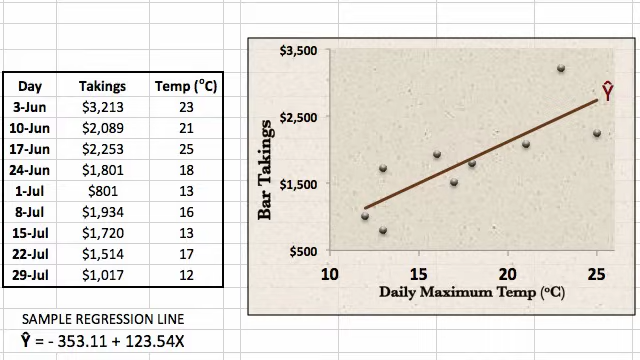 Day Takings Temp (°C)
3-Jun $3,213 23
10-Jun $2,089 21
17-Jun $2,253 25
24-Jun $1,801 18
1-Jul $801 13
8-Jul $1,934 16
15-Jul $1,720 13
22-Jul $1,514 17
29-Jul $1,017 12
SAMPLE REGRESSION LINE
Ŷ = - 353.11 + 123.54X
$3,500
$2,500
$1,500
$500
Bar Takings
Ŷ
10 15 20 25
Daily Maximum Temp (°C)